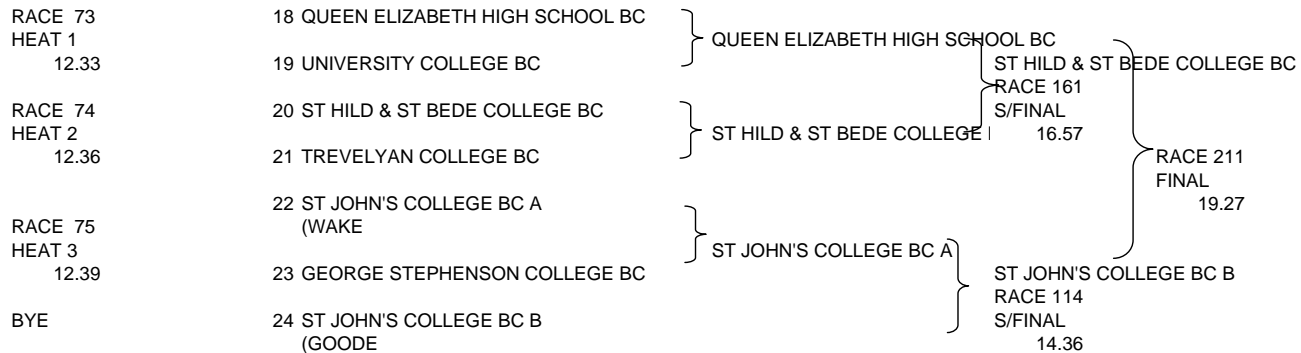 RACE 73
HEAT 1
12.33
18 QUEEN ELIZABETH HIGH SCHOOL BC
19 UNIVERSITY COLLEGE BC
QUEEN ELIZABETH HIGH SCHOOL BC
RACE 74
HEAT 2
12.36
20 ST HILD & ST BEDE COLLEGE BC
21 TREVELYAN COLLEGE BC
ST HILD & ST BEDE COLLEGE
ST HILD & ST BEDE COLLEGE BC
RACE 161
S/FINAL
16.57
RACE 211
FINAL
19.27
RACE 75
HEAT 3
12.39
22 ST JOHN'S COLLEGE BC A
(WAKE
23 GEORGE STEPHENSON COLLEGE BC
ST JOHN'S COLLEGE BC A
BYE
24 ST JOHN'S COLLEGE BC B
(GOODE
ST JOHN'S COLLEGE BC B
RACE 114
S/FINAL
14.36